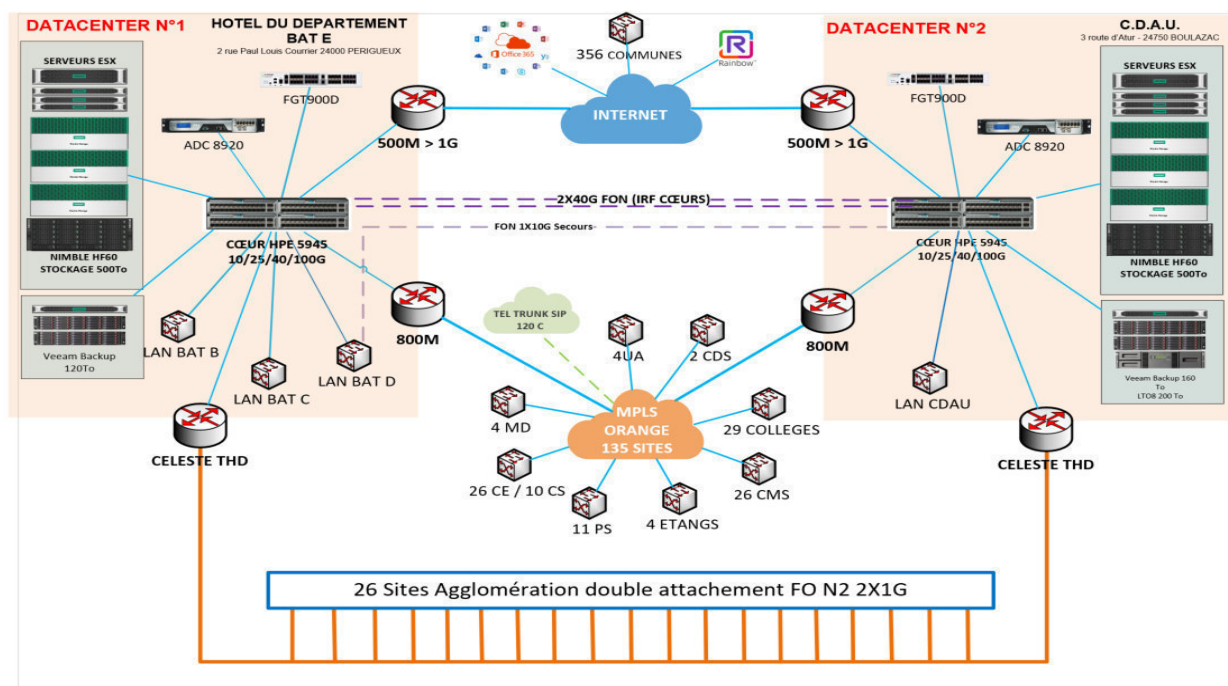 DATACENTER N°1
HOTEL DU DEPARTEMENT
BAT E
2 rue Paul Louis Courrier 24000 PERIGUEUX
SERVEURS ESX
FGT900D
ADC 8920
500M > 1G
NIMBLE HF60
STOCKAGE 500To
CŒUR HPE 5945
10/25/40/100G
Veeam Backup
120To
LAN BAT B
LAN BAT C
LAN BAT D
800M
CELESTE THD
Office 365
356 COMMUNES
Rainbow
INTERNET
2X40G FON (IRF CŒURS)
FON 1X10G Secours
TEL TRUNK SIP
120 C
4UA
2 CDS
4 MD
MPLS
ORANGE
135 SITES
29 COLLEGES
26 CE / 10 CS
26 CMS
11 PS
4 ETANGS
DATACENTER N°2
C.D.A.U.
3 route d'Atur - 24750 BOULAZAC
SERVEURS ESX
FGT900D
ADC 8920
500M > 1G
CŒUR HPE 5945
10/25/40/100G
NIMBLE HF60
STOCKAGE 500To
800M
LAN CDAU
Veeam Backup 160
To
LTO8 200 To
CELESTE THD
26 Sites Agglomération double attachement FO N2 2X1G